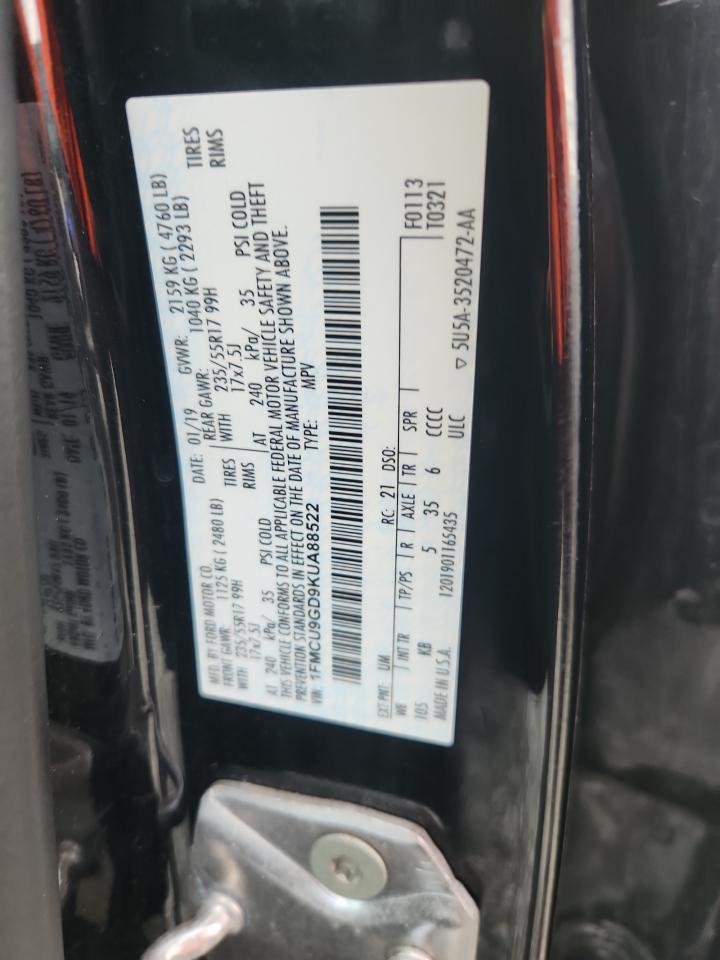 MFD. BY FORD MOTOR CO.
DATE: 01/19 GVWR: 2159 KG ( 4760 LB)
FRONT GAWR: 1125 KG ( 2480 LB) REAR GAWR: 1040 KG ( 2293 LB)
WITH 235/55R17 99H TIRES WITH 235/55R17 99H TIRES
17x7.5J RIMS 17x7.5J RIMS
AT 240 kPa/ 35 PSI COLD AT 240 kPa/ 35 PSI COLD
THIS VEHICLE CONFORMS TO ALL APPLICABLE FEDERAL MOTOR VEHICLE SAFETY AND THEFT
PREVENTION STANDARDS IN EFFECT ON THE DATE OF MANUFACTURE SHOWN ABOVE.
VIN: 1FMCU9GD9KUA88522 TYPE: MPV
F0113
T0321
EXT PNT: UM RC: 21 DSO:
WB INT TR TP/PS R AXLE TR SPR
105 KB 5 35 6 CCCC
MADE IN U.S.A. 1201901165435 ULC ▽ 5U5A-3520472-AA